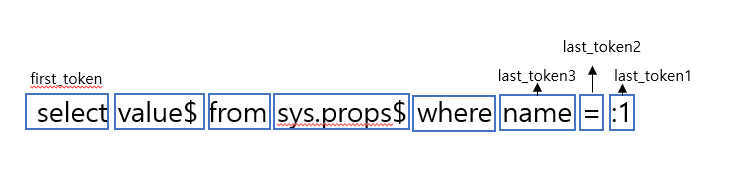 last_token2
first_token last_token3 last_token1
select value$ from sys.props$ where name = :1